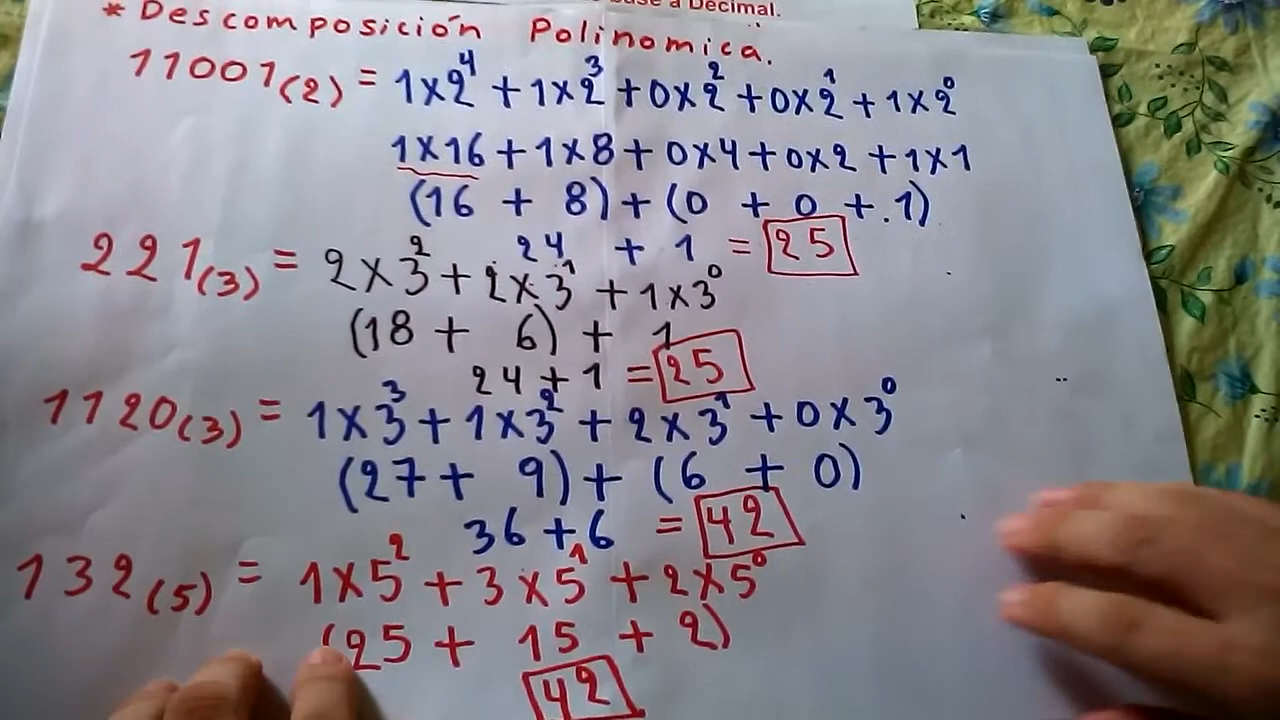 base a Decimal.
* Descomposición Polinomica.
11001(2) = 1x2⁴ + 1x2³ + 0x2² + 0x2¹ + 1x2⁰
1x16 + 1x8 + 0x4 + 0x2 + 1x1
(16 + 8) + (0 + 0 + .1)
24 + 1 = 25
221(3) = 2x3² + 2x3¹ + 1x3⁰
(18 + 6) + 1
24 + 1 = 25
1120(3) = 1x3³ + 1x3² + 2x3¹ + 0x3⁰
(27 + 9) + (6 + 0)
36 + 6 = 42
132(5) = 1x5² + 3x5¹ + 2x5⁰
(25 + 15 + 2)
42